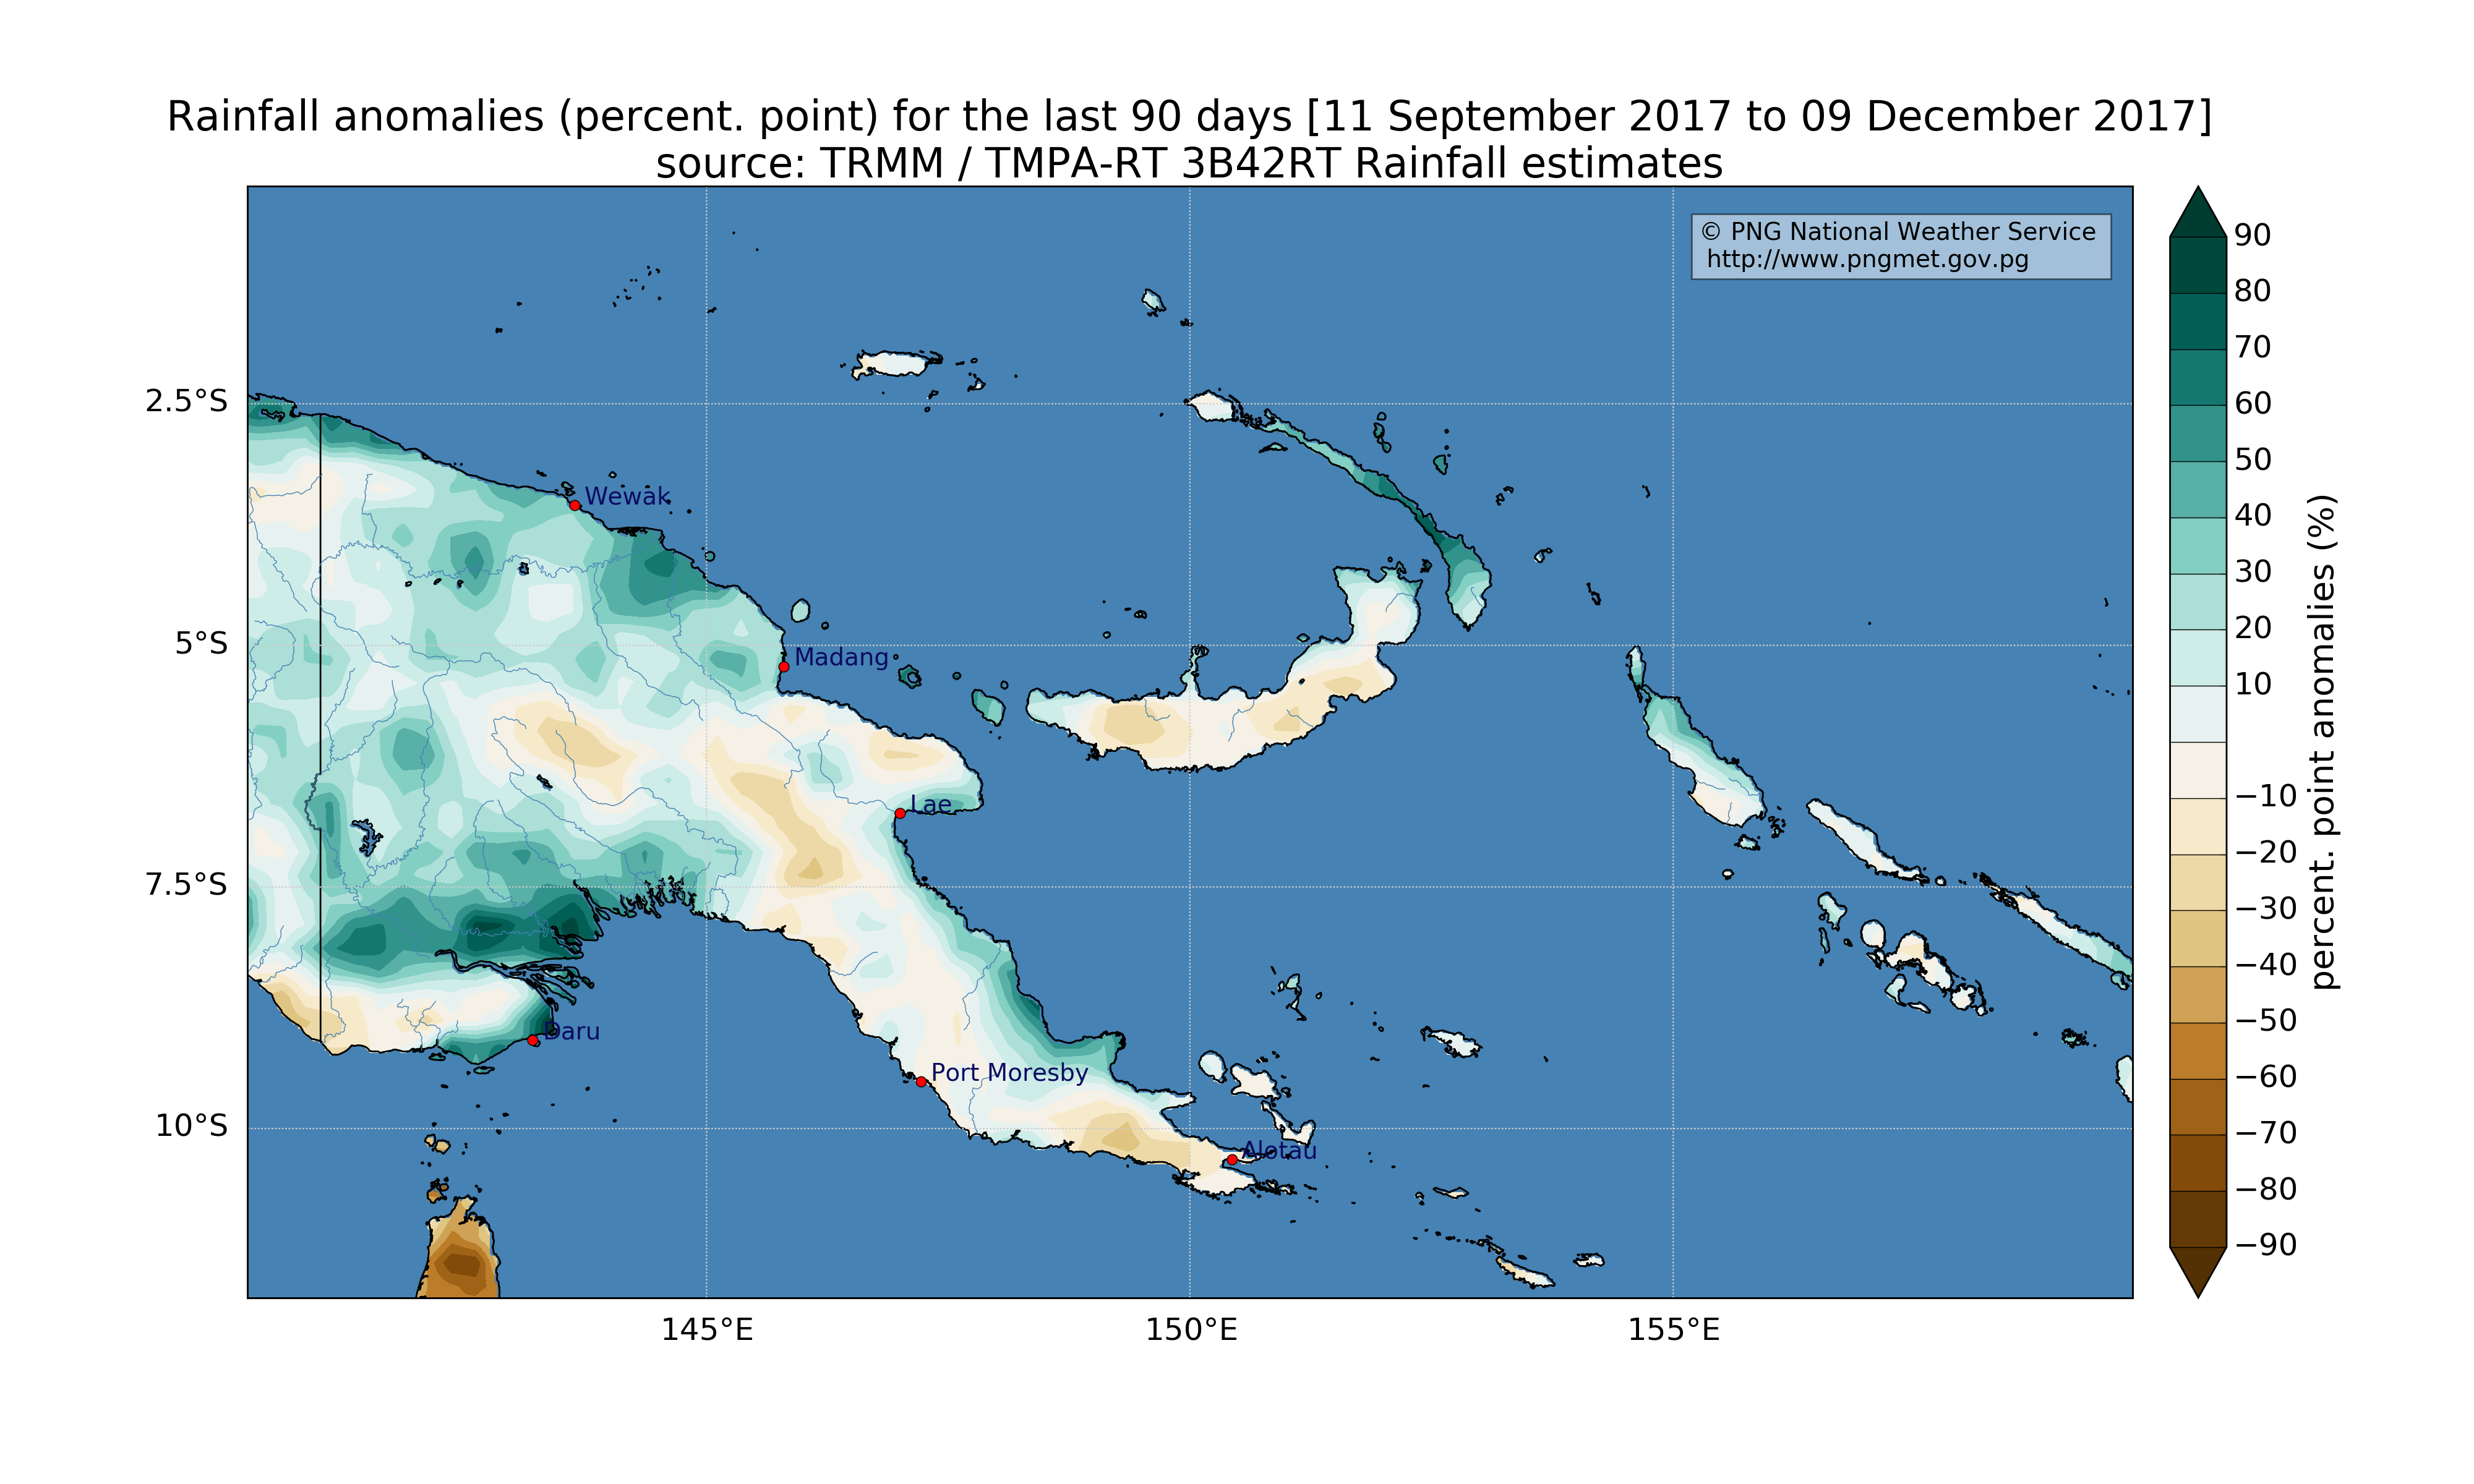 Rainfall anomalies (percent. point) for the last 90 days [11 September 2017 to 09 December 2017]
source: TRMM / TMPA-RT 3B42RT Rainfall estimates
© PNG National Weather Service
http://www.pngmet.gov.pg
2.5°S
5°S
7.5°S
10°S
Wewak
Madang
Lae
Daru
Port Moresby
Alotau
145°E
150°E
155°E
90
80
70
60
50
40
30
20
10
−10
−20
−30
−40
−50
−60
−70
−80
−90
percent. point anomalies (%)